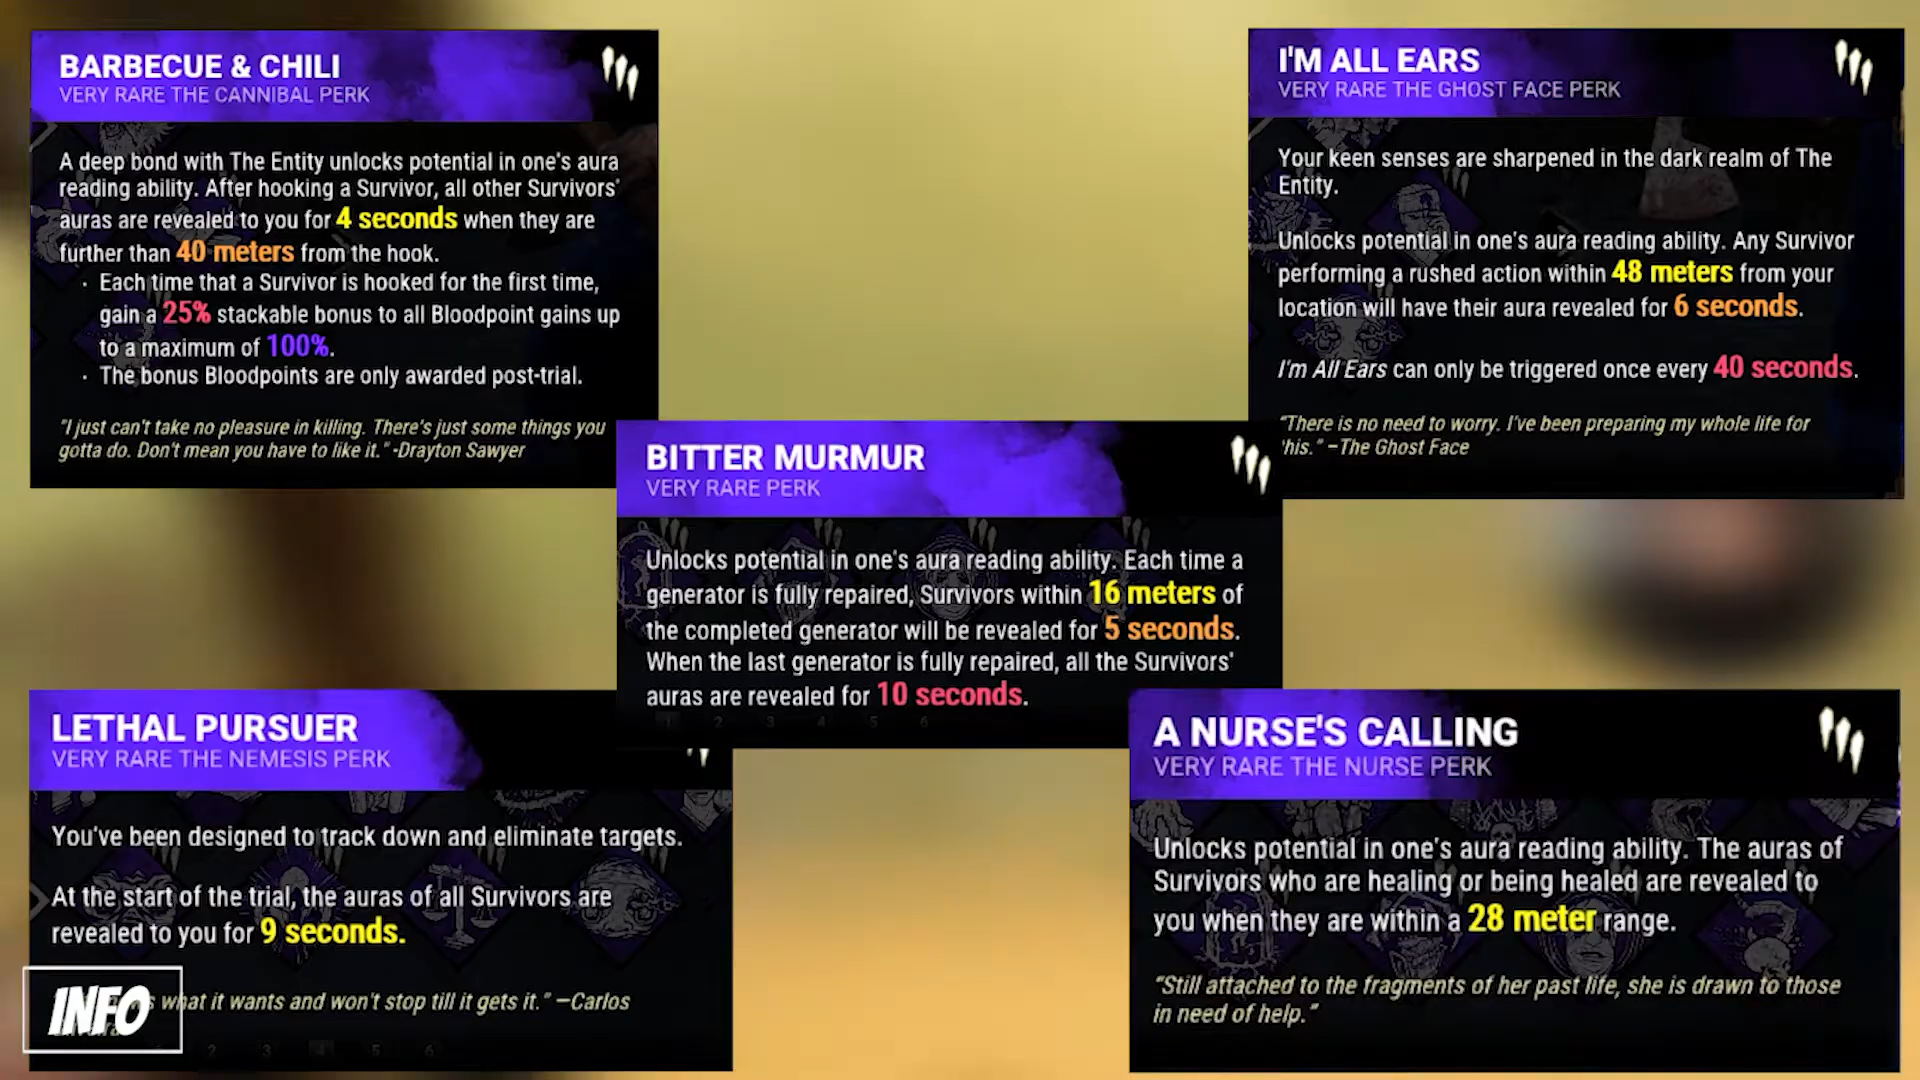 BARBECUE & CHILI
VERY RARE THE CANNIBAL PERK
A deep bond with The Entity unlocks potential in one's aura
reading ability. After hooking a Survivor, all other Survivors'
auras are revealed to you for 4 seconds when they are
further than 40 meters from the hook.
· Each time that a Survivor is hooked for the first time,
gain a 25% stackable bonus to all Bloodpoint gains up
to a maximum of 100%.
· The bonus Bloodpoints are only awarded post-trial.
"I just can't take no pleasure in killing. There's just some things you
gotta do. Don't mean you have to like it." -Drayton Sawyer
I'M ALL EARS
VERY RARE THE GHOST FACE PERK
Your keen senses are sharpened in the dark realm of The
Entity.
Unlocks potential in one's aura reading ability. Any Survivor
performing a rushed action within 48 meters from your
location will have their aura revealed for 6 seconds.
I'm All Ears can only be triggered once every 40 seconds.
"There is no need to worry. I've been preparing my whole life for
his." –The Ghost Face
BITTER MURMUR
VERY RARE PERK
Unlocks potential in one's aura reading ability. Each time a
generator is fully repaired, Survivors within 16 meters of
the completed generator will be revealed for 5 seconds.
When the last generator is fully repaired, all the Survivors'
auras are revealed for 10 seconds.
1 2 3 4 5 6
LETHAL PURSUER
VERY RARE THE NEMESIS PERK
You've been designed to track down and eliminate targets.
At the start of the trial, the auras of all Survivors are
revealed to you for 9 seconds.
what it wants and won't stop till it gets it." —Carlos
INFO
2 3 4 5 6
A NURSE'S CALLING
VERY RARE THE NURSE PERK
Unlocks potential in one's aura reading ability. The auras of
Survivors who are healing or being healed are revealed to
you when they are within a 28 meter range.
"Still attached to the fragments of her past life, she is drawn to those
in need of help."